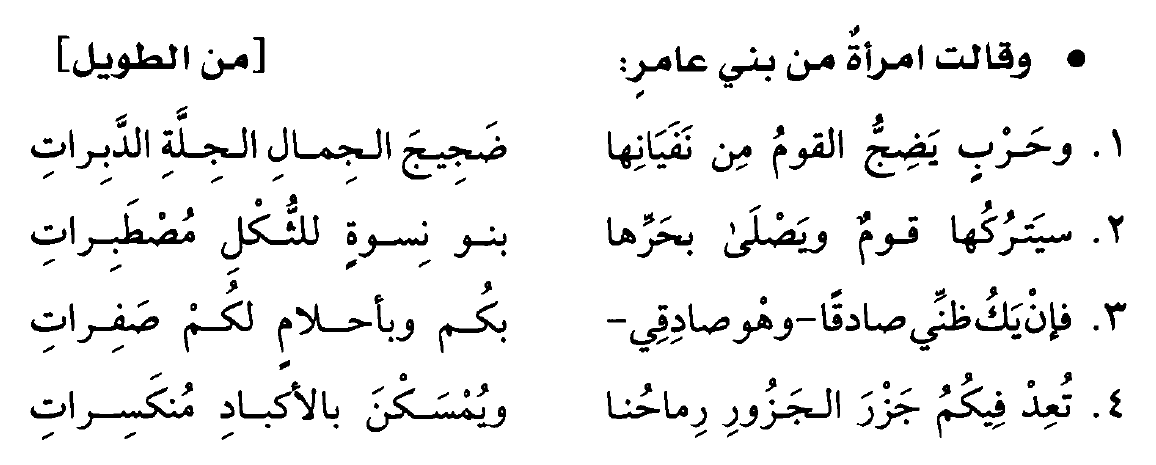 • وقالت امرأةٌ من بني عامرٍ: [من الطويل]
١. وحَرْبٍ يَضِجُّ القومُ مِن نَفَيَانِها ضَجِيجَ الجِمالِ الجِلَّةِ الدَّبِراتِ
٢. سيَتَرُكُها قومٌ ويَصْلَىٰ بحَرِّها بنو نِسوةٍ للثُّكْلِ مُصْطَبِراتِ
٣. فإنْ يَكُ ظنِّي صادقًا -وهْو صادِقِي- بكُم وبأحلامٍ لكُمْ صَفِراتِ
٤. تُعِدْ فِيكُمُ جَزْرَ الجَزُورِ رِماحُنا ويُمْسَكْنَ بالأكبادِ مُنكَسِراتِ